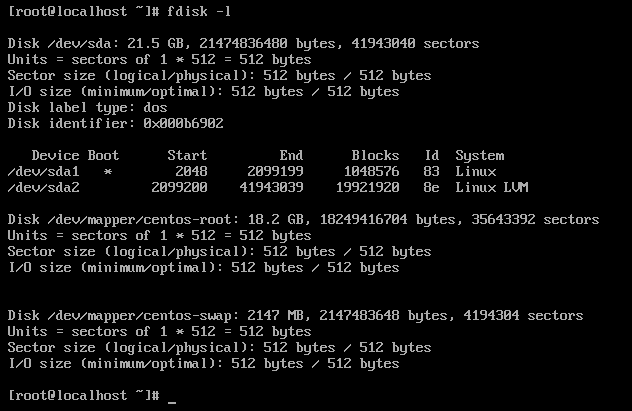 [root@localhost ~]# fdisk -l
Disk /dev/sda: 21.5 GB, 21474836480 bytes, 41943040 sectors
Units = sectors of 1 * 512 = 512 bytes
Sector size (logical/physical): 512 bytes / 512 bytes
I/O size (minimum/optimal): 512 bytes / 512 bytes
Disk label type: dos
Disk identifier: 0x000b6902
   Device Boot      Start         End      Blocks   Id  System
/dev/sda1   *        2048     2099199     1048576   83  Linux
/dev/sda2         2099200    41943039    19921920   8e  Linux LVM
Disk /dev/mapper/centos-root: 18.2 GB, 18249416704 bytes, 35643392 sectors
Units = sectors of 1 * 512 = 512 bytes
Sector size (logical/physical): 512 bytes / 512 bytes
I/O size (minimum/optimal): 512 bytes / 512 bytes
Disk /dev/mapper/centos-swap: 2147 MB, 2147483648 bytes, 4194304 sectors
Units = sectors of 1 * 512 = 512 bytes
Sector size (logical/physical): 512 bytes / 512 bytes
I/O size (minimum/optimal): 512 bytes / 512 bytes
[root@localhost ~]# _